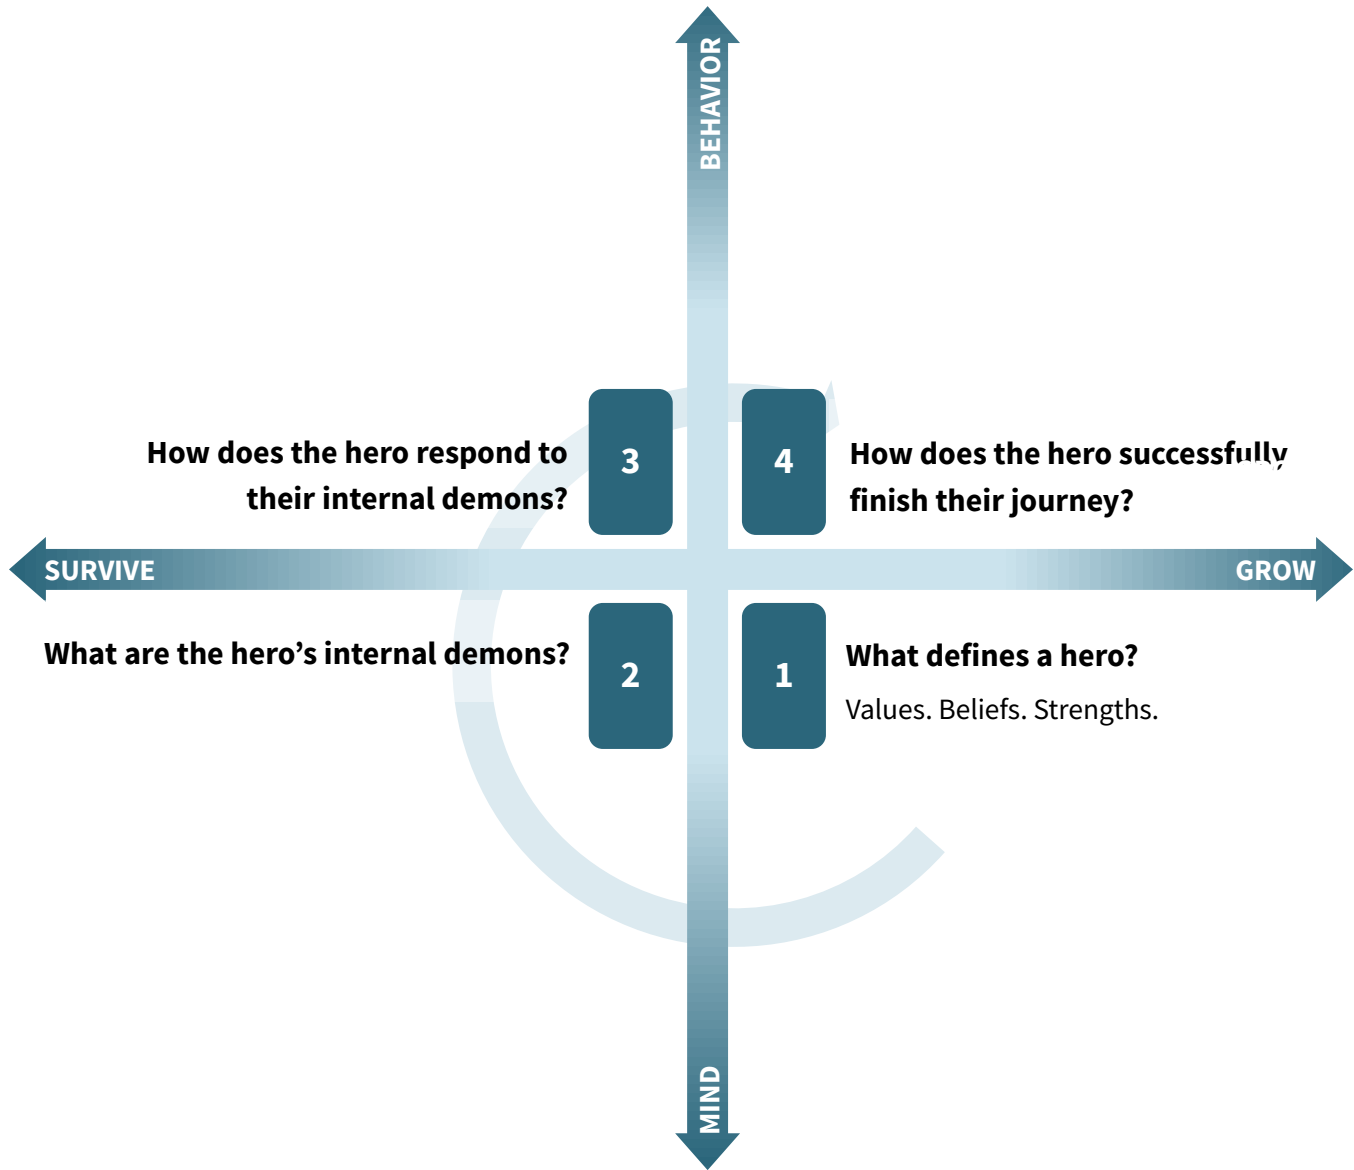 BEHAVIOR
3
4
How does the hero respond to
their internal demons?
How does the hero successfully
finish their journey?
SURVIVE
GROW
What are the hero’s internal demons?
2
1
What defines a hero?
Values. Beliefs. Strengths.
MIND